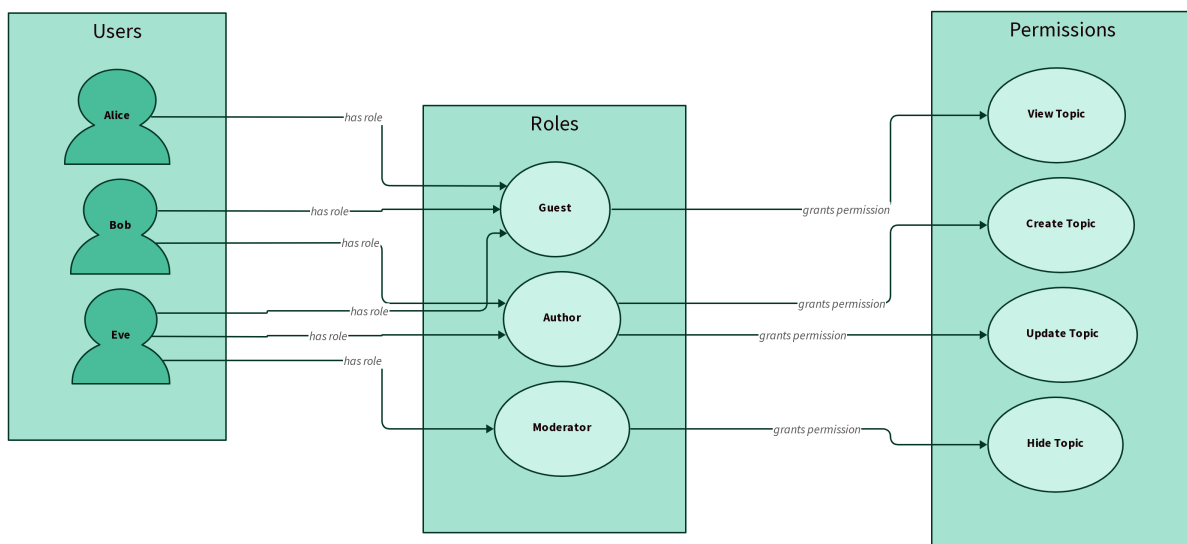 Users
Alice
Bob
Eve
has role
has role
has role
has role
has role
has role
Roles
Guest
Author
Moderator
grants permission
grants permission
grants permission
grants permission
Permissions
View Topic
Create Topic
Update Topic
Hide Topic